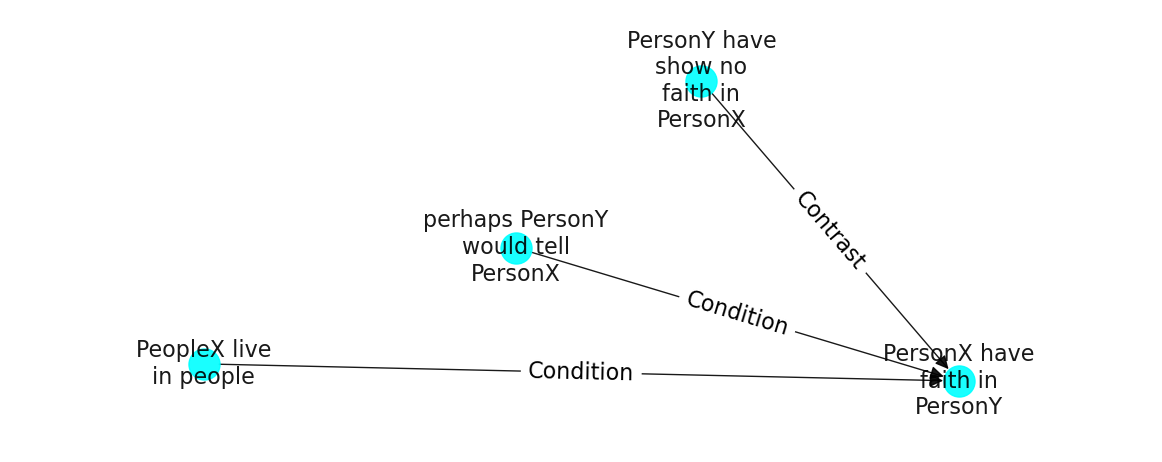 PersonY have
show no
faith in
PersonX
Contrast
perhaps PersonY
would tell
PersonX
Condition
PeopleX live
in people
Condition
PersonX have
faith in
PersonY